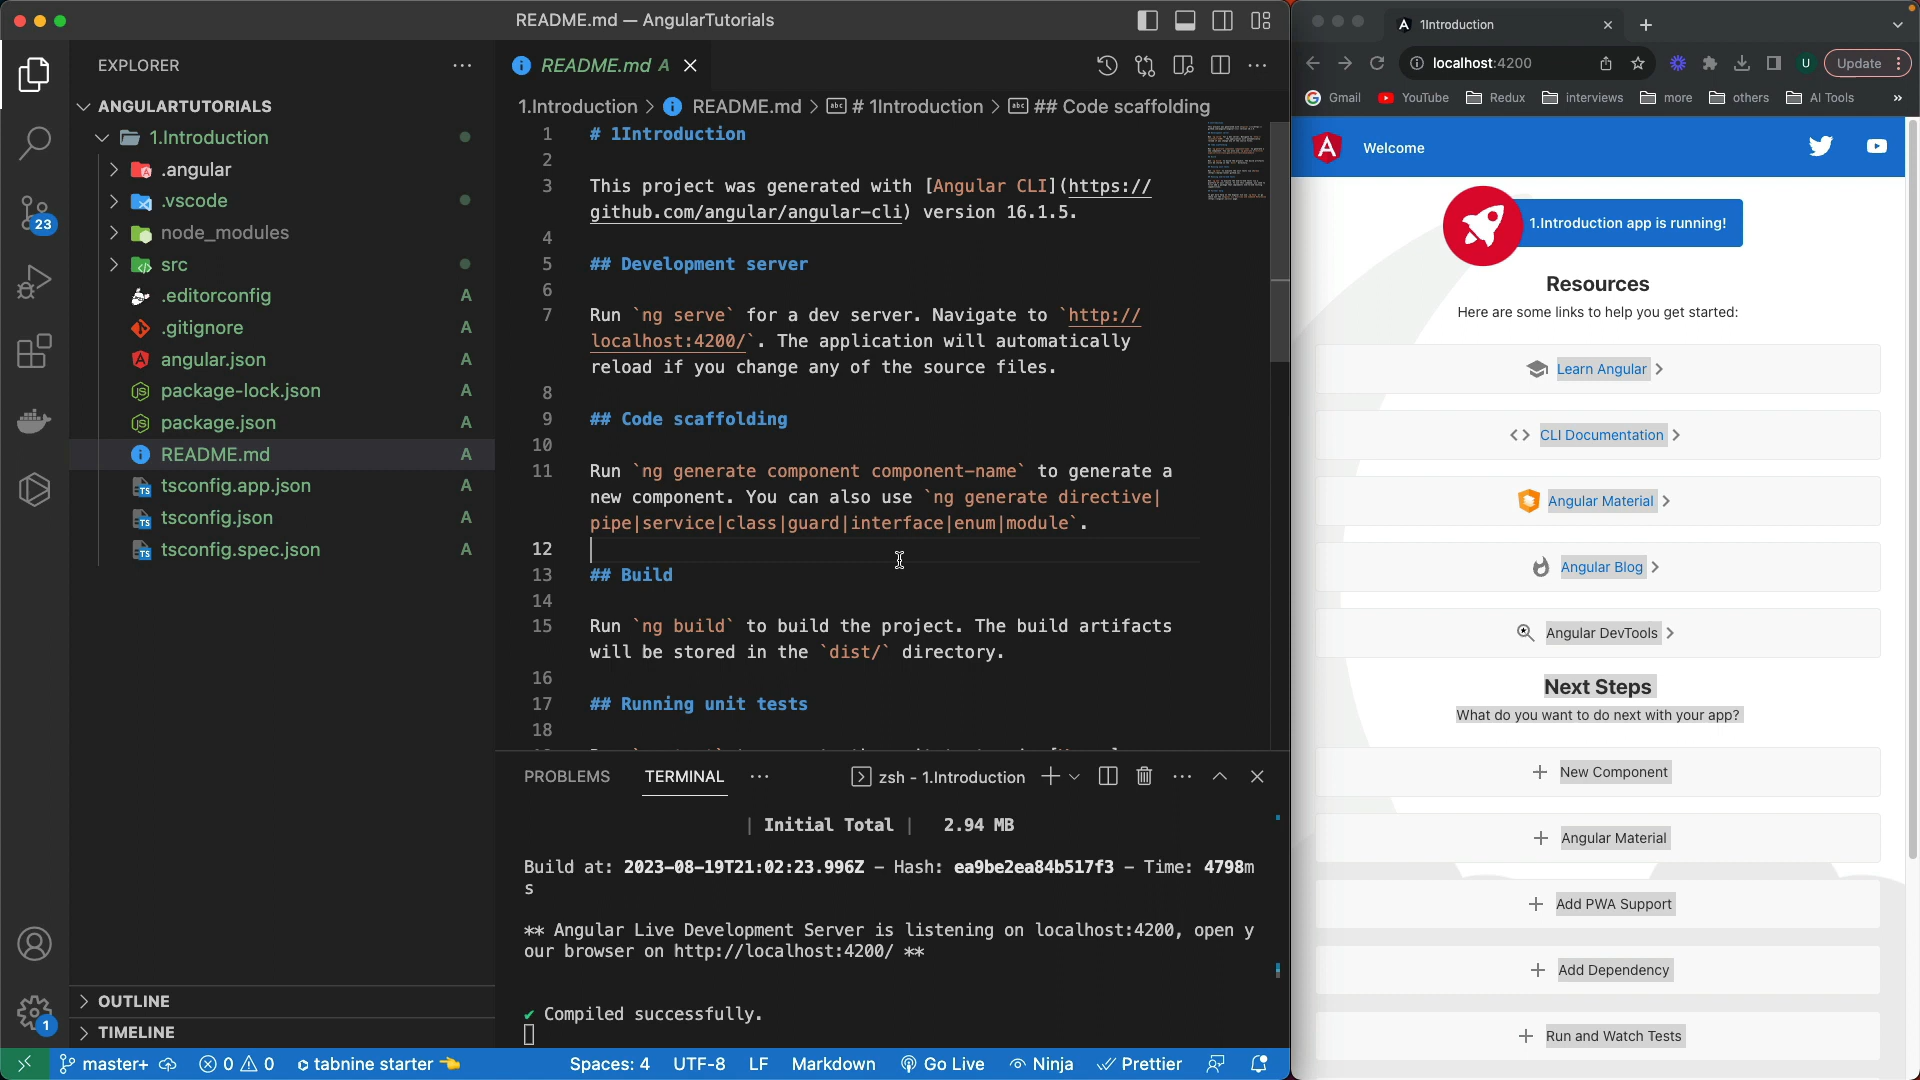 README.md — AngularTutorials
EXPLORER
ANGULARTUTORIALS
1.Introduction
.angular
.vscode
node_modules
src
.editorconfig A
.gitignore A
angular.json A
package-lock.json A
package.json A
README.md A
tsconfig.app.json A
tsconfig.json A
tsconfig.spec.json A
OUTLINE
TIMELINE
23
1
README.md A
1.Introduction > README.md > # 1Introduction > ## Code scaffolding
1 # 1Introduction
2
3 This project was generated with [Angular CLI](https://
github.com/angular/angular-cli) version 16.1.5.
4
5 ## Development server
6
7 Run `ng serve` for a dev server. Navigate to `http://
localhost:4200/`. The application will automatically
reload if you change any of the source files.
8
9 ## Code scaffolding
10
11 Run `ng generate component component-name` to generate a
new component. You can also use `ng generate directive|
pipe|service|class|guard|interface|enum|module`.
12
13 ## Build
14
15 Run `ng build` to build the project. The build artifacts
will be stored in the `dist/` directory.
16
17 ## Running unit tests
18
PROBLEMS TERMINAL zsh - 1.Introduction
| Initial Total | 2.94 MB
Build at: 2023-08-19T21:02:23.996Z - Hash: ea9be2ea84b517f3 - Time: 4798m
s
** Angular Live Development Server is listening on localhost:4200, open y
our browser on http://localhost:4200/ **
✔ Compiled successfully.
master+ 0 0 tabnine starter Spaces: 4 UTF-8 LF Markdown Go Live Ninja Prettier
1Introduction
localhost:4200 U Update
Gmail YouTube Redux interviews more others AI Tools »
Welcome
1.Introduction app is running!
Resources
Here are some links to help you get started:
Learn Angular
CLI Documentation
Angular Material
Angular Blog
Angular DevTools
Next Steps
What do you want to do next with your app?
New Component
Angular Material
Add PWA Support
Add Dependency
Run and Watch Tests